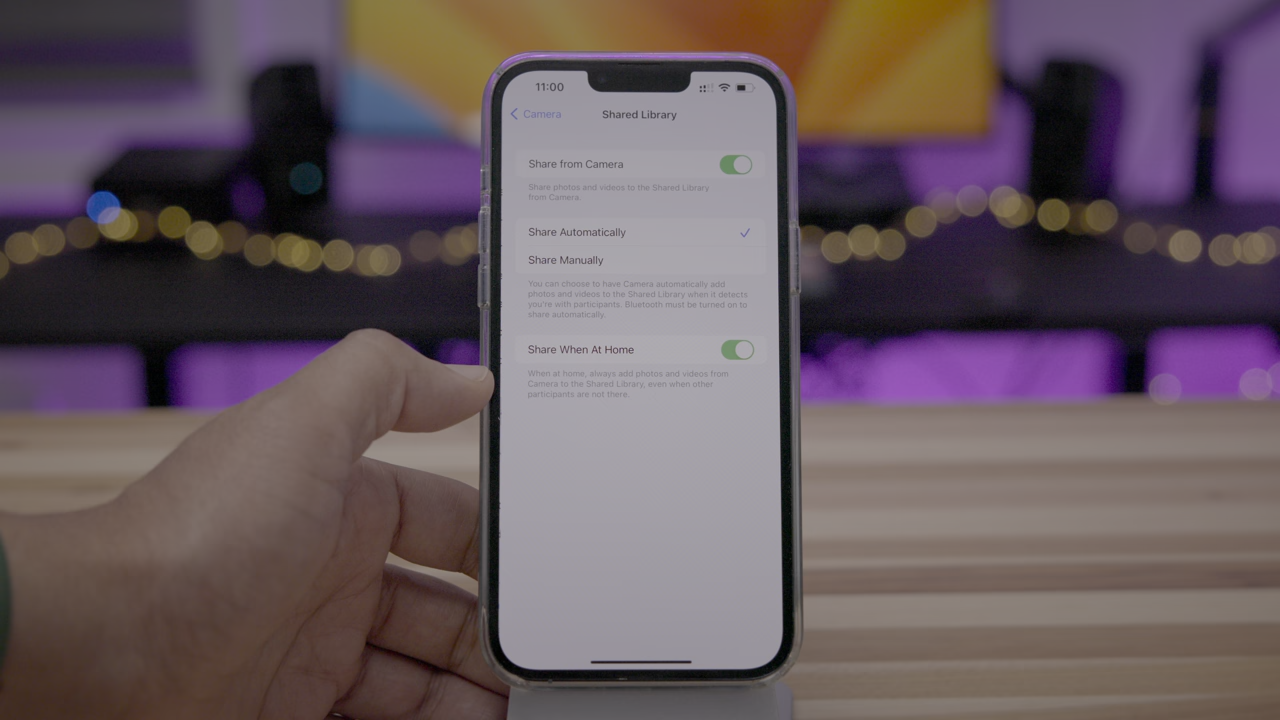 11:00
Camera
Shared Library
Share from Camera
Share photos and videos to the Shared Library
from Camera.
Share Automatically
Share Manually
You can choose to have Camera automatically add
photos and videos to the Shared Library when it detects
you're with participants. Bluetooth must be turned on to
share automatically.
Share When At Home
When at home, always add photos and videos from
Camera to the Shared Library, even when other
participants are not there.